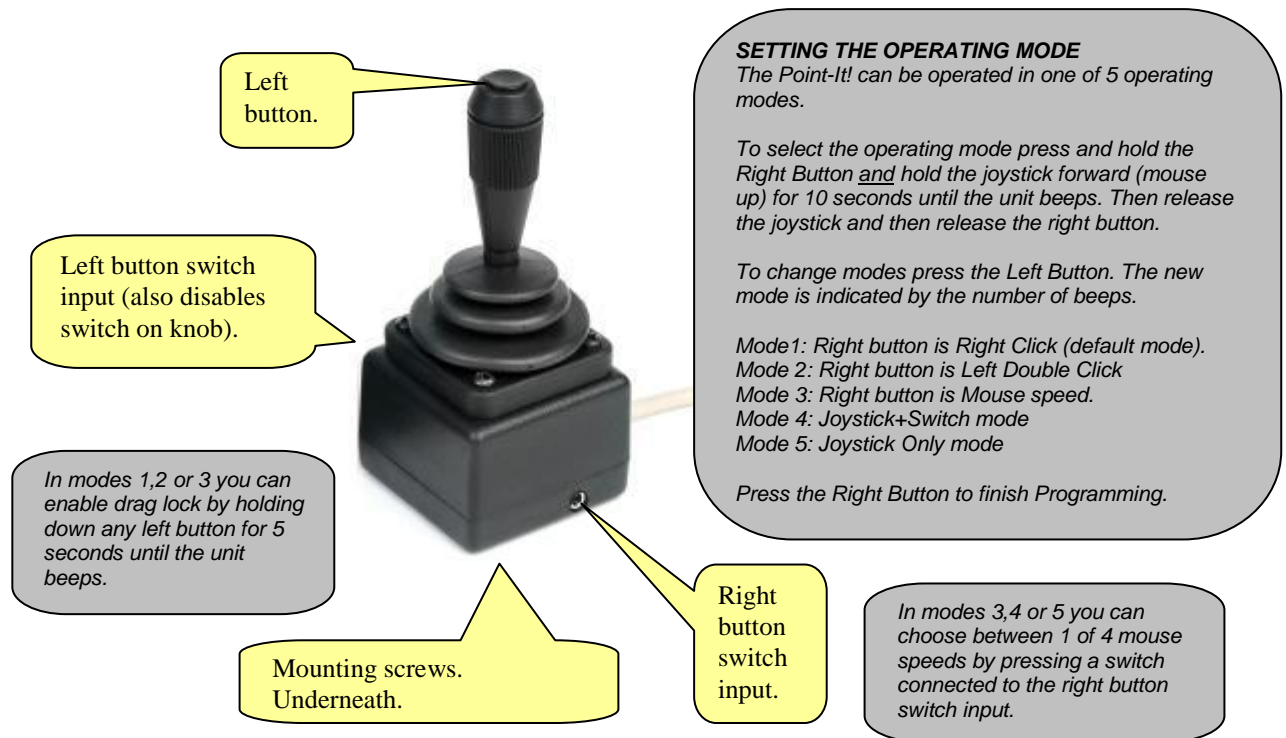 Left
button.
SETTING THE OPERATING MODE
The Point-It! can be operated in one of 5 operating
modes.
To select the operating mode press and hold the
Right Button and hold the joystick forward (mouse
up) for 10 seconds until the unit beeps. Then release
the joystick and then release the right button.
To change modes press the Left Button. The new
mode is indicated by the number of beeps.
Mode1: Right button is Right Click (default mode).
Mode 2: Right button is Left Double Click
Mode 3: Right button is Mouse speed.
Mode 4: Joystick+Switch mode
Mode 5: Joystick Only mode
Press the Right Button to finish Programming.
Left button switch
input (also disables
switch on knob).
In modes 1,2 or 3 you can
enable drag lock by holding
down any left button for 5
seconds until the unit
beeps.
Mounting screws.
Underneath.
Right
button
switch
input.
In modes 3,4 or 5 you can
choose between 1 of 4 mouse
speeds by pressing a switch
connected to the right button
switch input.